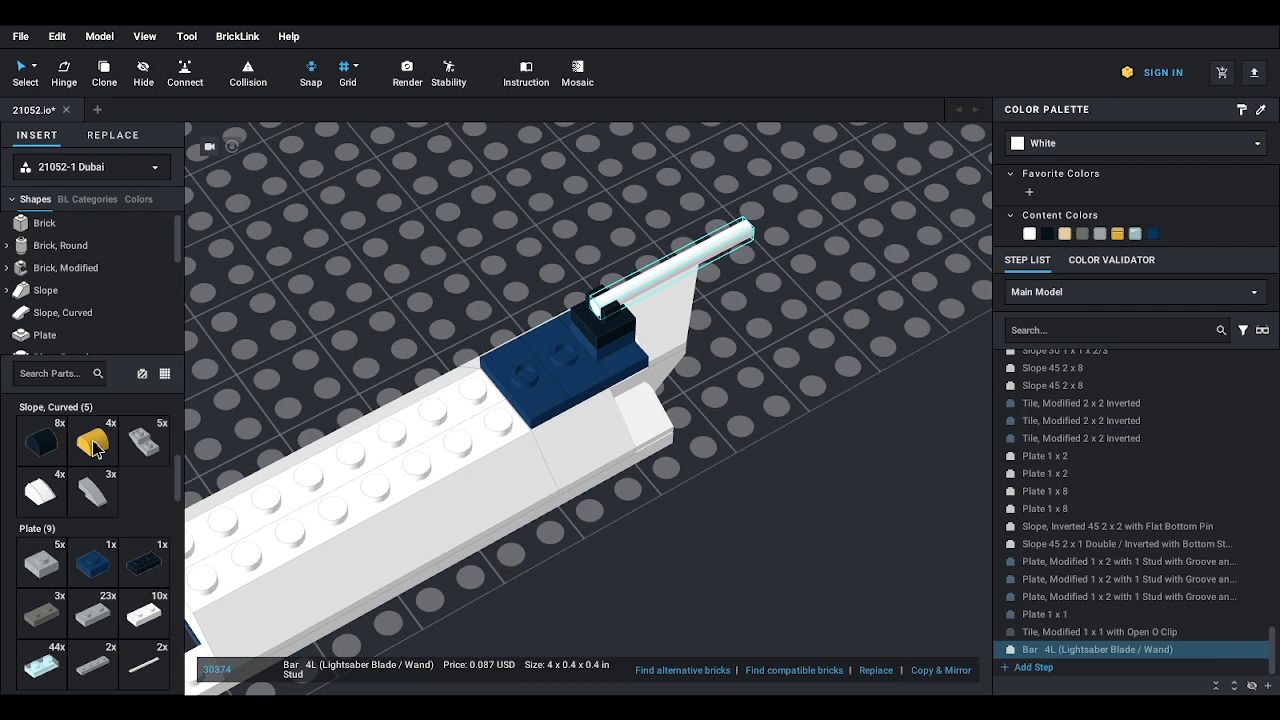 File Edit Model View Tool BrickLink Help
Select Hinge Clone Hide Connect Collision Snap Grid Render Stability Instruction Mosaic SIGN IN
21052.io*
INSERT REPLACE
21052-1 Dubai
Shapes BL Categories Colors
Brick
Brick, Round
Brick, Modified
Slope
Slope, Curved
Plate
Search Parts...
Slope, Curved (5)
8x 4x 5x
4x 3x
Plate (9)
5x 1x 1x
3x 23x 10x
44x 2x 2x
30374
Bar 4L (Lightsaber Blade / Wand) Price: 0.087 USD Size: 4 x 0.4 x 0.4 in
Stud
Find alternative bricks | Find compatible bricks | Replace | Copy & Mirror
COLOR PALETTE
White
Favorite Colors
+
Content Colors
STEP LIST COLOR VALIDATOR
Main Model
Search...
Slope 30 1 x 1 x 2/3
Slope 45 2 x 8
Slope 45 2 x 8
Tile, Modified 2 x 2 Inverted
Tile, Modified 2 x 2 Inverted
Tile, Modified 2 x 2 Inverted
Plate 1 x 2
Plate 1 x 2
Plate 1 x 8
Plate 1 x 8
Slope, Inverted 45 2 x 2 with Flat Bottom Pin
Slope 45 2 x 1 Double / Inverted with Bottom St...
Plate, Modified 1 x 2 with 1 Stud with Groove an...
Plate, Modified 1 x 2 with 1 Stud with Groove an...
Plate, Modified 1 x 2 with 1 Stud with Groove an...
Plate 1 x 1
Tile, Modified 1 x 1 with Open O Clip
Bar 4L (Lightsaber Blade / Wand)
+ Add Step